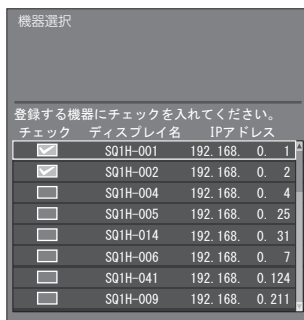 機器選択
登録する機器にチェックを入れてください。
チェック ディスプレイ名 IPアドレス
SQ1H-001 192.168. 0. 1
SQ1H-002 192.168. 0. 2
SQ1H-004 192.168. 0. 4
SQ1H-005 192.168. 0. 25
SQ1H-014 192.168. 0. 31
SQ1H-006 192.168. 0. 7
SQ1H-041 192.168. 0.124
SQ1H-009 192.168. 0.211